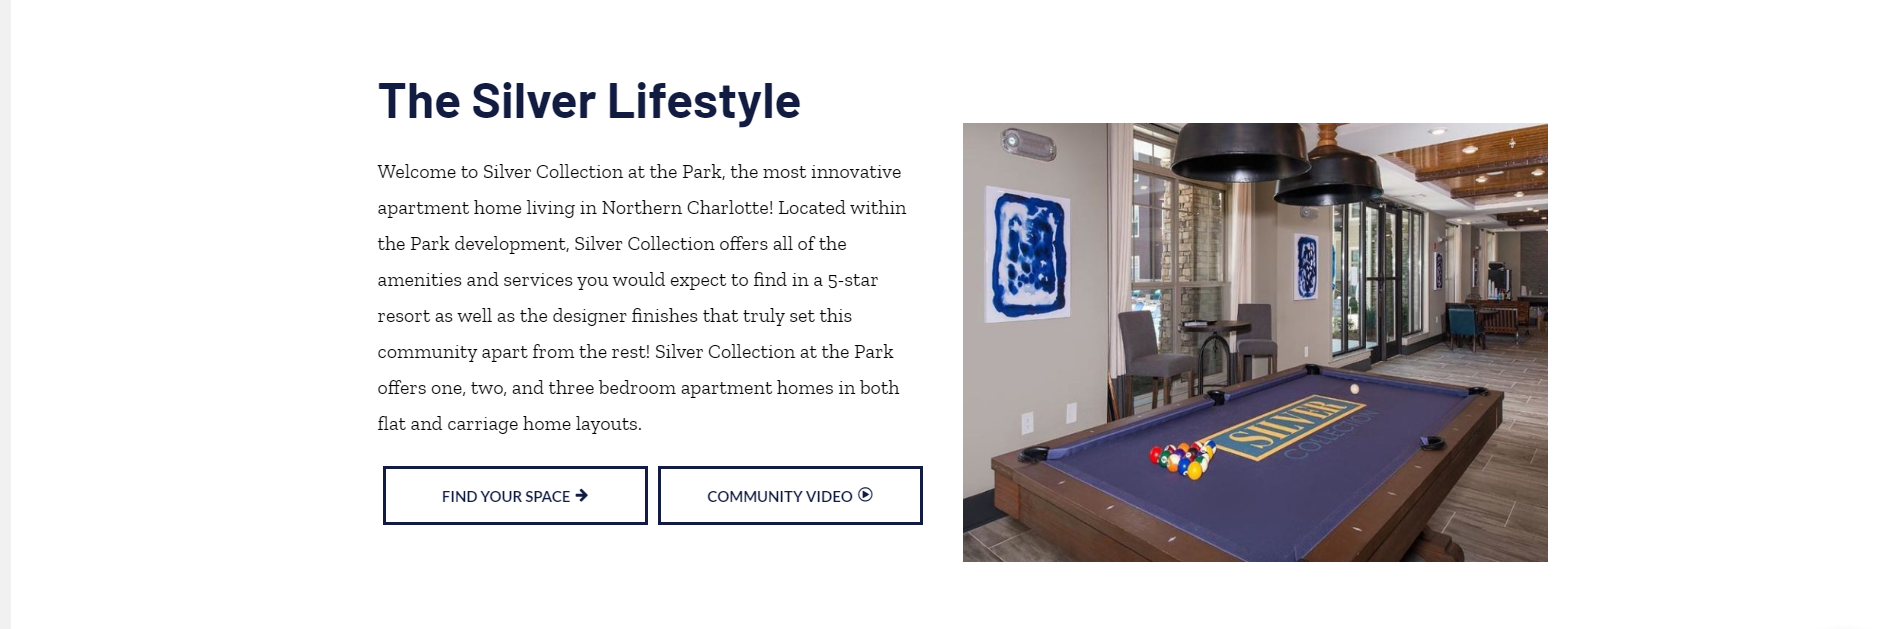 The Silver Lifestyle
Welcome to Silver Collection at the Park, the most innovative
apartment home living in Northern Charlotte! Located within
the Park development, Silver Collection offers all of the
amenities and services you would expect to find in a 5-star
resort as well as the designer finishes that truly set this
community apart from the rest! Silver Collection at the Park
offers one, two, and three bedroom apartment homes in both
flat and carriage home layouts.
FIND YOUR SPACE
COMMUNITY VIDEO
SILVER
COLLECTION